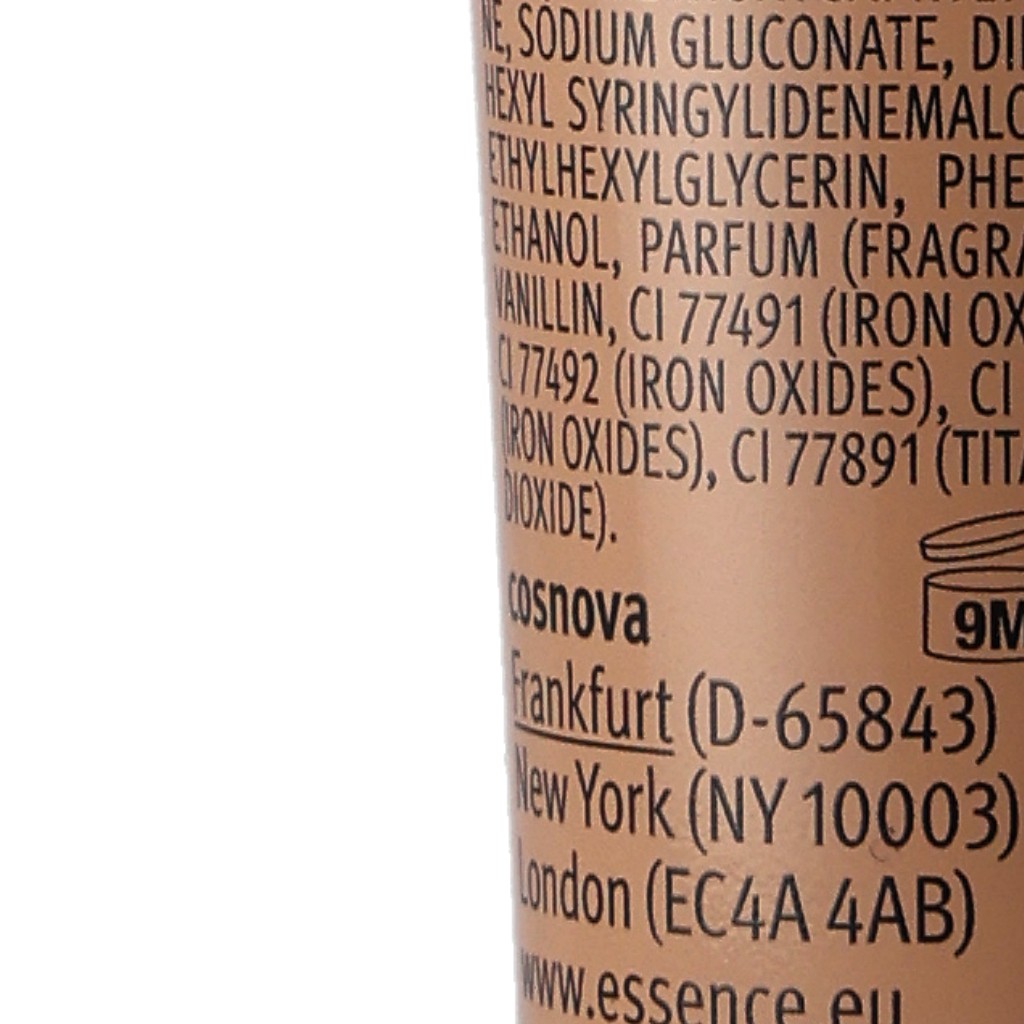 NE, SODIUM GLUCONATE, DI
HEXYL SYRINGYLIDENEMALO
ETHYLHEXYLGLYCERIN, PHE
ETHANOL, PARFUM (FRAGRA
VANILLIN, CI 77491 (IRON OX
CI 77492 (IRON OXIDES), CI
(IRON OXIDES), CI 77891 (TITA
DIOXIDE).
cosnova
9M
Frankfurt (D-65843)
New York (NY 10003)
London (EC4A 4AB)
www.essence.eu